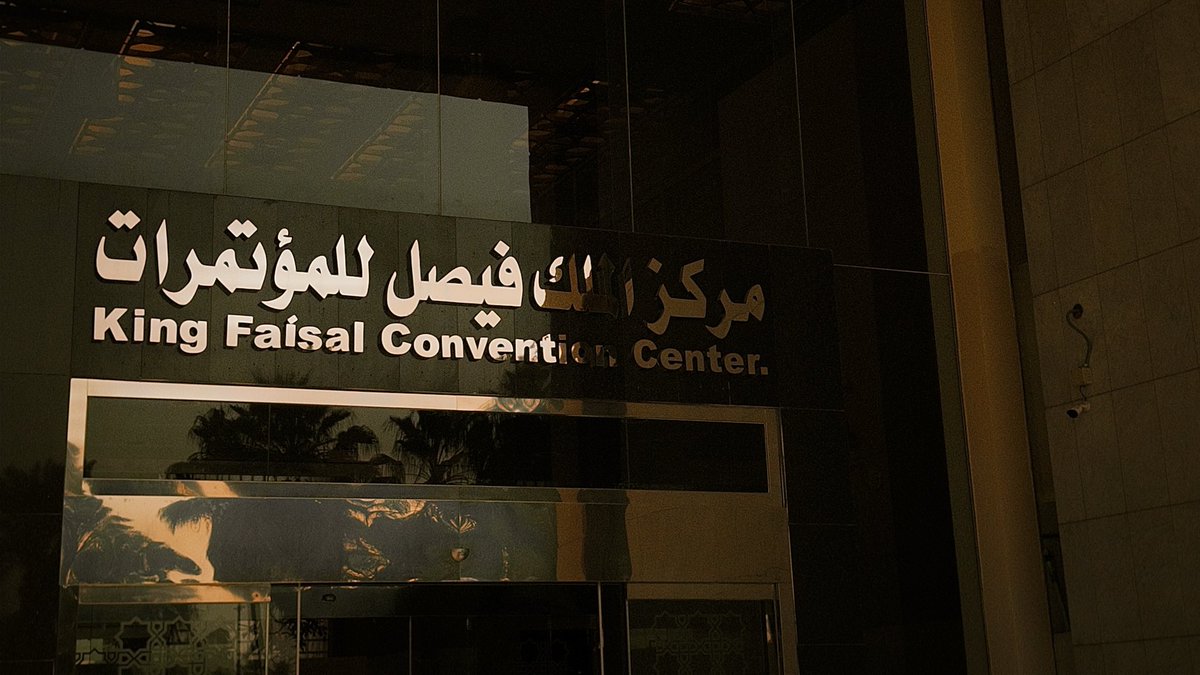 مركز الملك فيصل للمؤتمرات
King Faisal Convention Center.